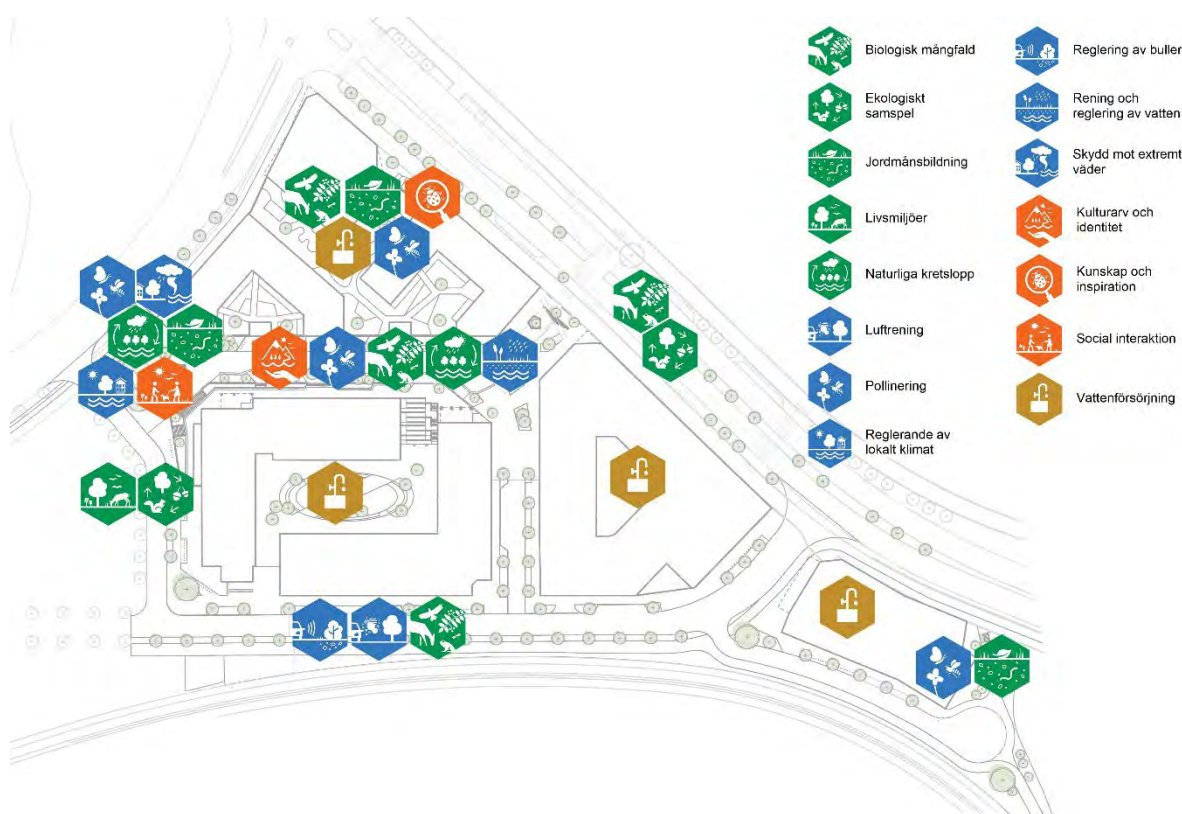 Biologisk mångfald
Ekologiskt
samspel
Jordmånsbildning
Livsmiljöer
Naturliga kretslopp
Luftrening
Pollinering
Reglerande av
lokalt klimat
Reglering av buller
Rening och
reglering av vatten
Skydd mot extremt
väder
Kulturarv och
identitet
Kunskap och
inspiration
Social interaktion
Vattenförsörjning